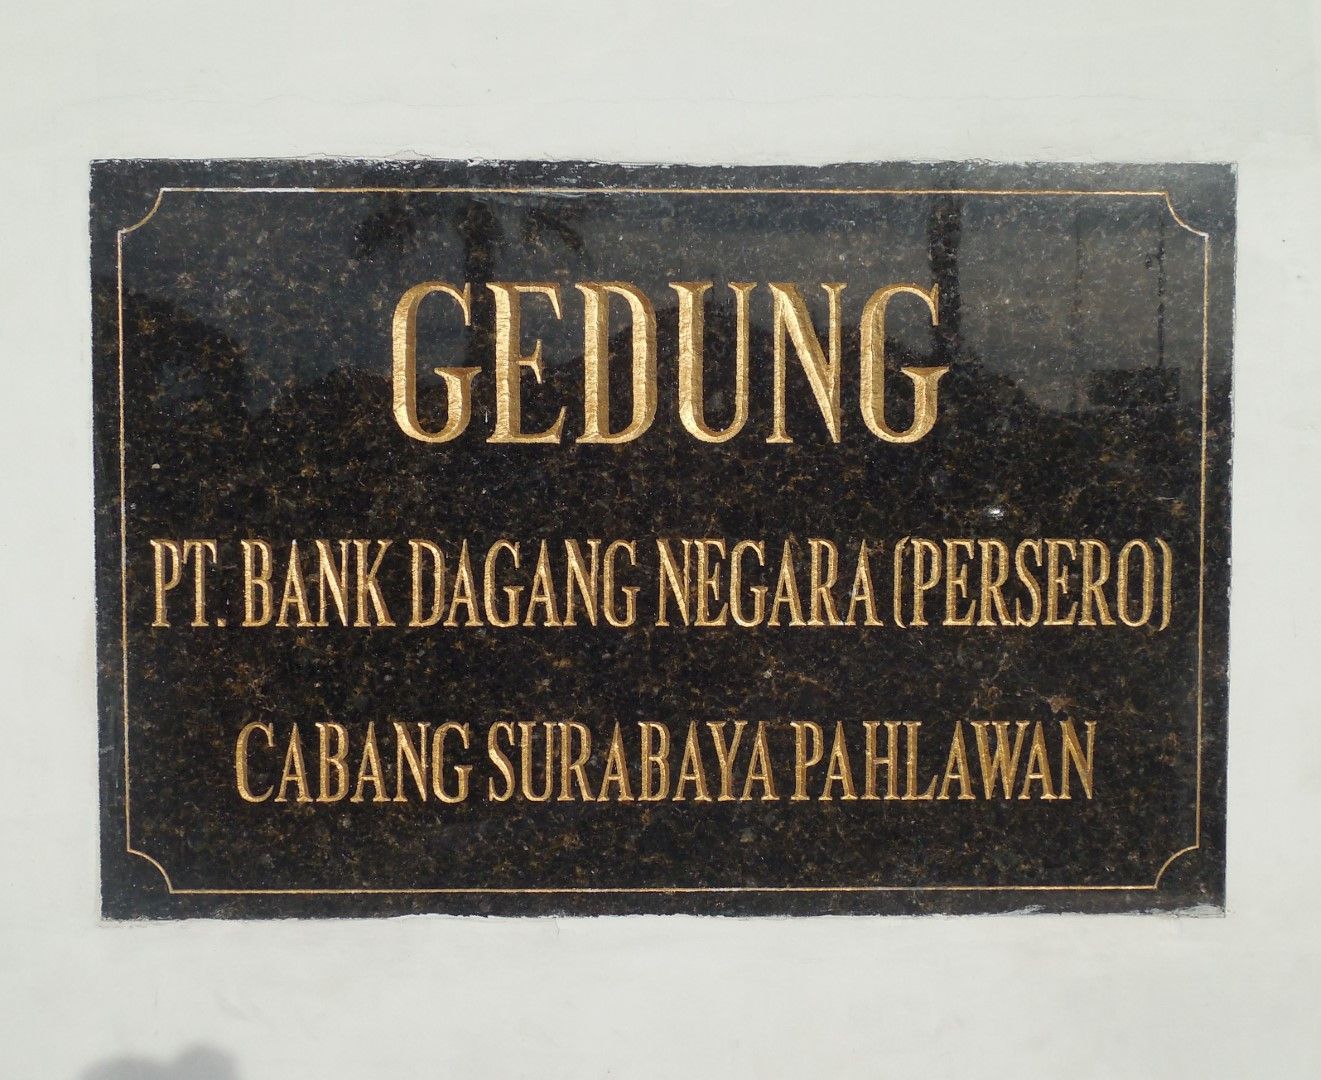 GEDUNG
PT. BANK DAGANG NEGARA (PERSERO)
CABANG SURABAYA PAHLAWAN